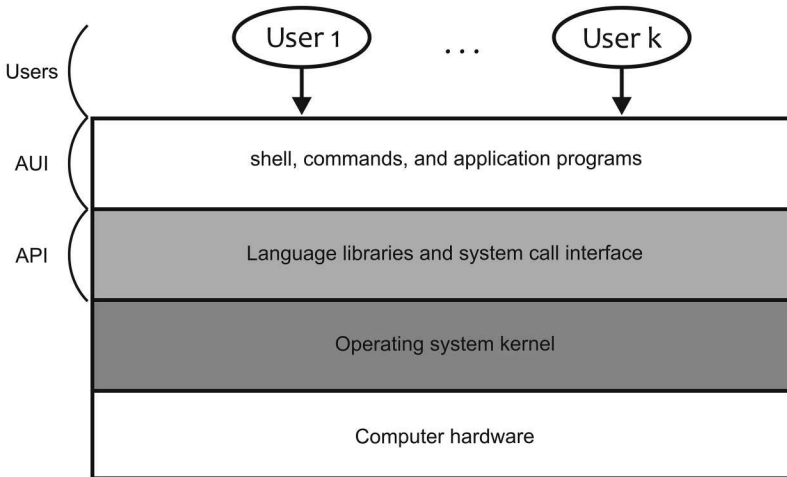 User 1 ... User k
Users
AUI
shell, commands, and application programs
API
Language libraries and system call interface
Operating system kernel
Computer hardware